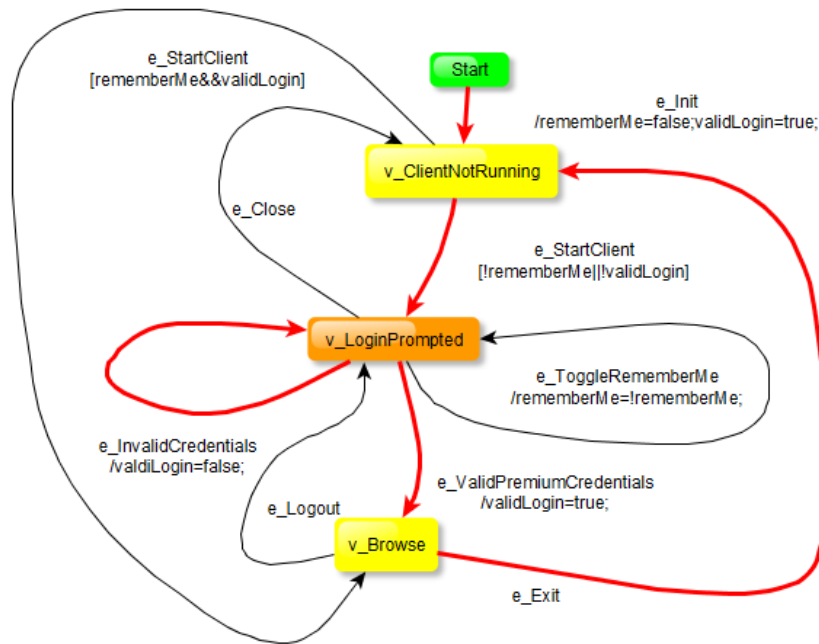 e_StartClient
[rememberMe&&validLogin]
Start
e_Init
/rememberMe=false;validLogin=true;
v_ClientNotRunning
e_Close
e_StartClient
[!rememberMe||!validLogin]
v_LoginPrompted
e_ToggleRememberMe
/rememberMe=!rememberMe;
e_InvalidCredentials
/valdiLogin=false;
e_ValidPremiumCredentials
/validLogin=true;
e_Logout
v_Browse
e_Exit